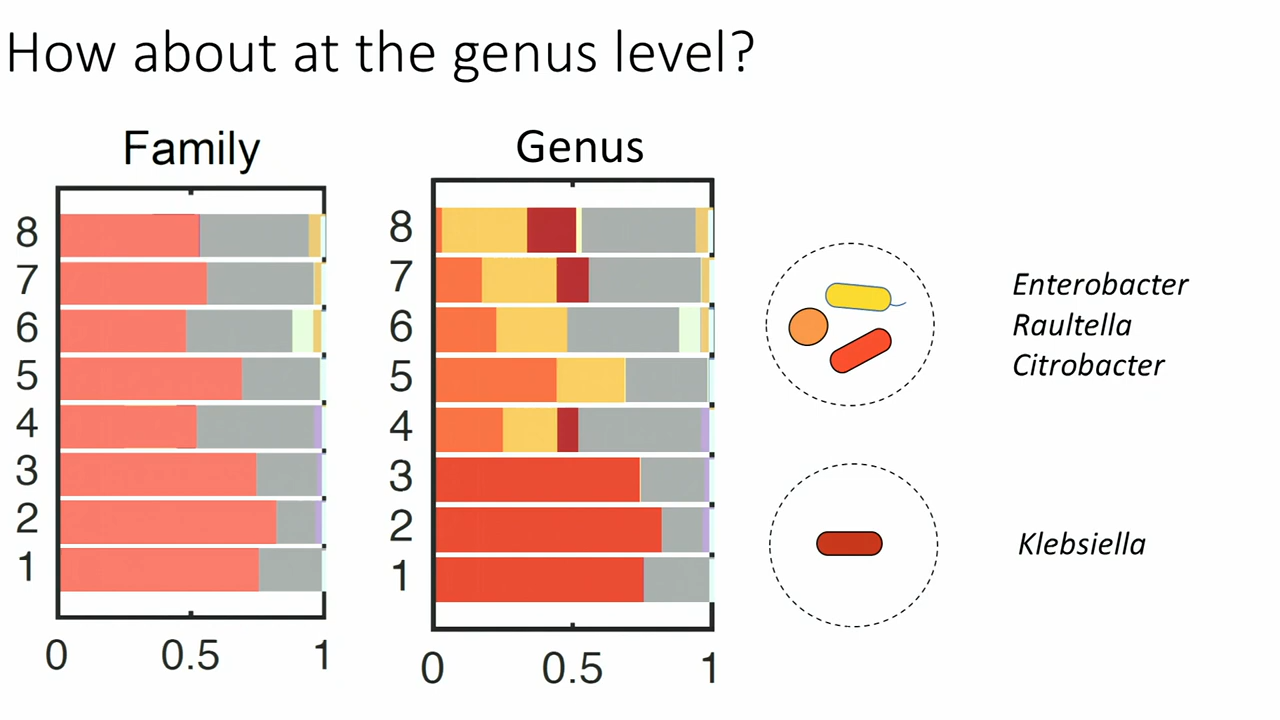 How about at the genus level?
Family
8
7
6
5
4
3
2
1
0 0.5 1
Genus
8
7
6
5
4
3
2
1
0 0.5 1
Enterobacter
Raultella
Citrobacter
Klebsiella